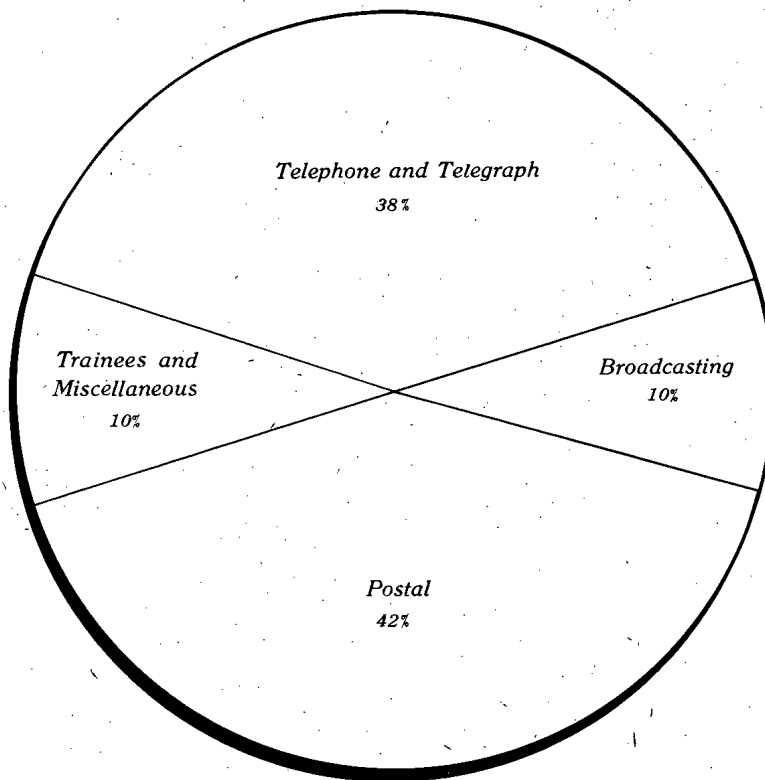 Telephone and Telegraph
38%
Trainees and
Miscellaneous
10%
Broadcasting
10%
Postal
42%